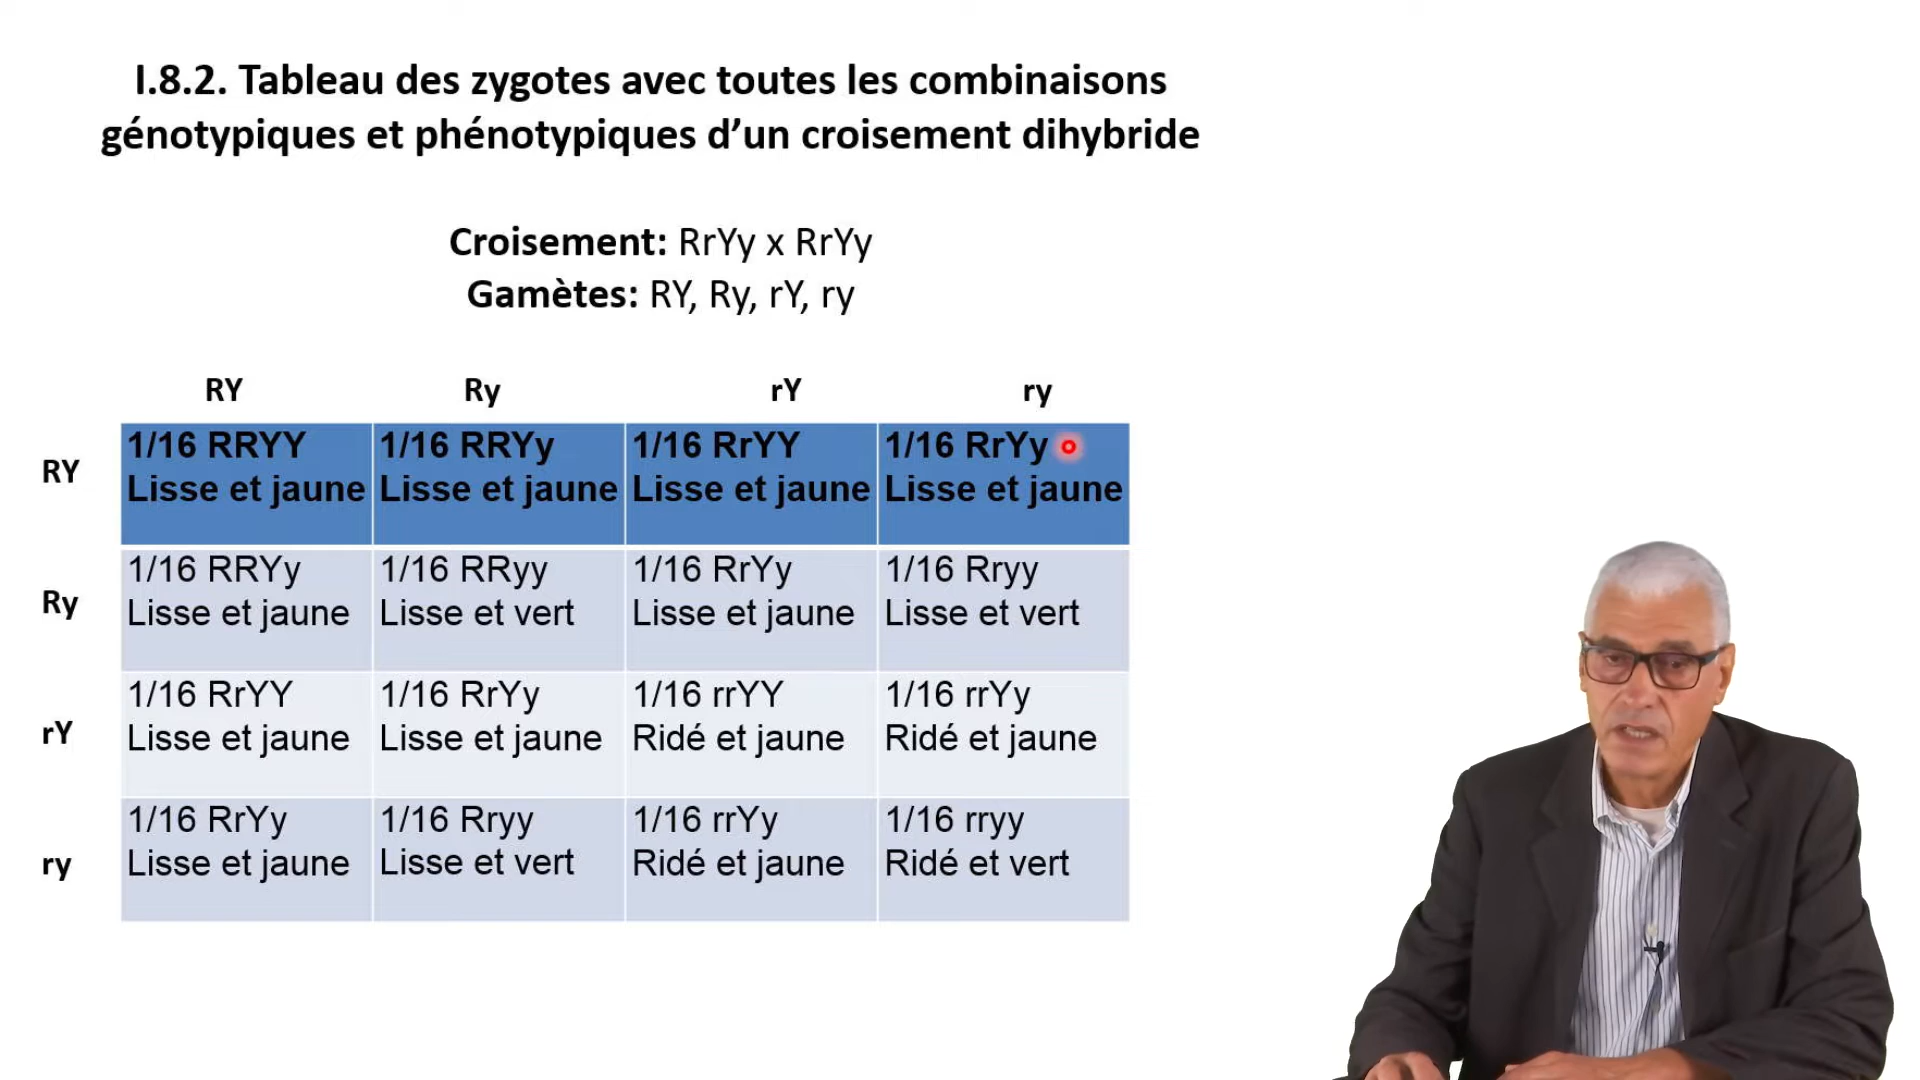 I.8.2. Tableau des zygotes avec toutes les combinaisons
génotypiques et phénotypiques d’un croisement dihybride
Croisement: RrYy x RrYy
Gamètes: RY, Ry, rY, ry
RY Ry rY ry
RY
1/16 RRYY
Lisse et jaune
1/16 RRYy
Lisse et jaune
1/16 RrYY
Lisse et jaune
1/16 RrYy
Lisse et jaune
Ry
1/16 RRYy
Lisse et jaune
1/16 RRyy
Lisse et vert
1/16 RrYy
Lisse et jaune
1/16 Rryy
Lisse et vert
rY
1/16 RrYY
Lisse et jaune
1/16 RrYy
Lisse et jaune
1/16 rrYY
Ridé et jaune
1/16 rrYy
Ridé et jaune
ry
1/16 RrYy
Lisse et jaune
1/16 Rryy
Lisse et vert
1/16 rrYy
Ridé et jaune
1/16 rryy
Ridé et vert